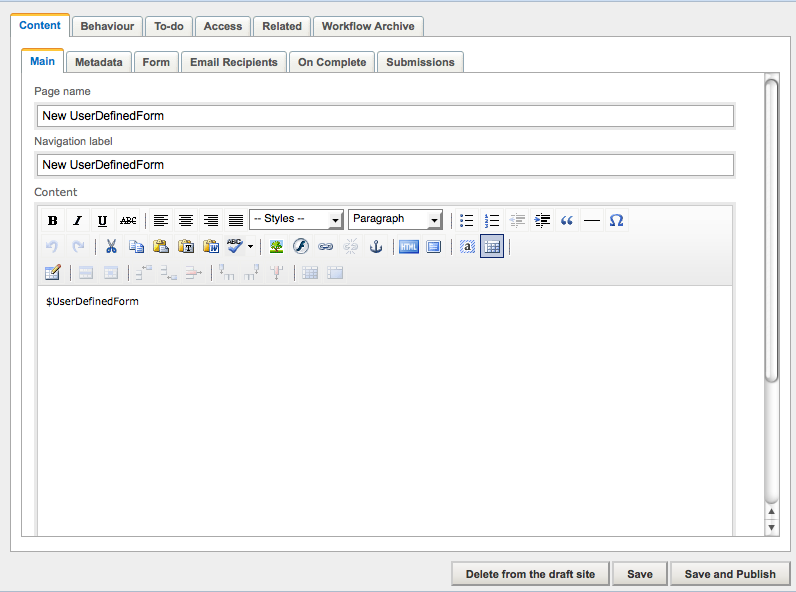 Content Behaviour To-do Access Related Workflow Archive
Main Metadata Form Email Recipients On Complete Submissions
Page name
New UserDefinedForm
Navigation label
New UserDefinedForm
Content
B I U ABC -- Styles -- Paragraph
T W ABC HTML a
$UserDefinedForm
Delete from the draft site Save Save and Publish